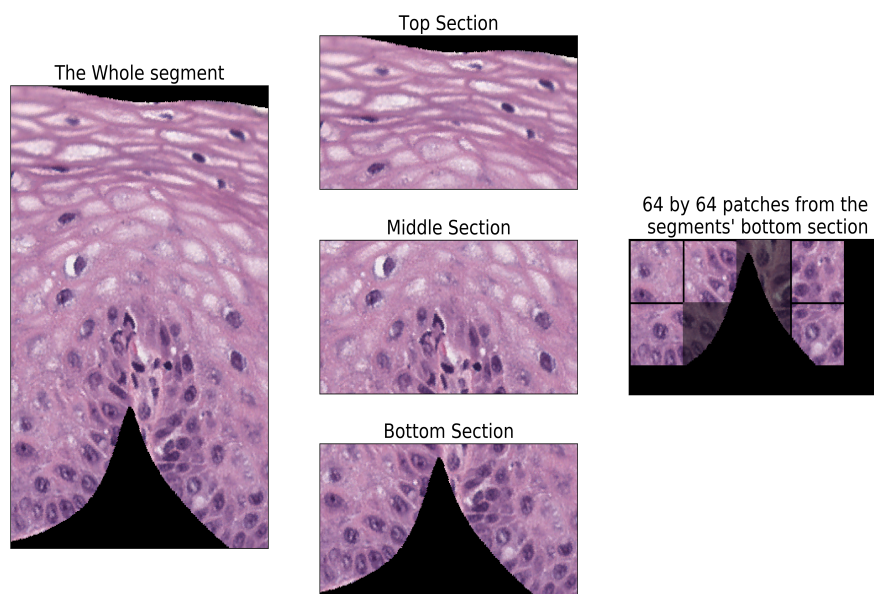 The Whole segment
Top Section
Middle Section
Bottom Section
64 by 64 patches from the
segments' bottom section